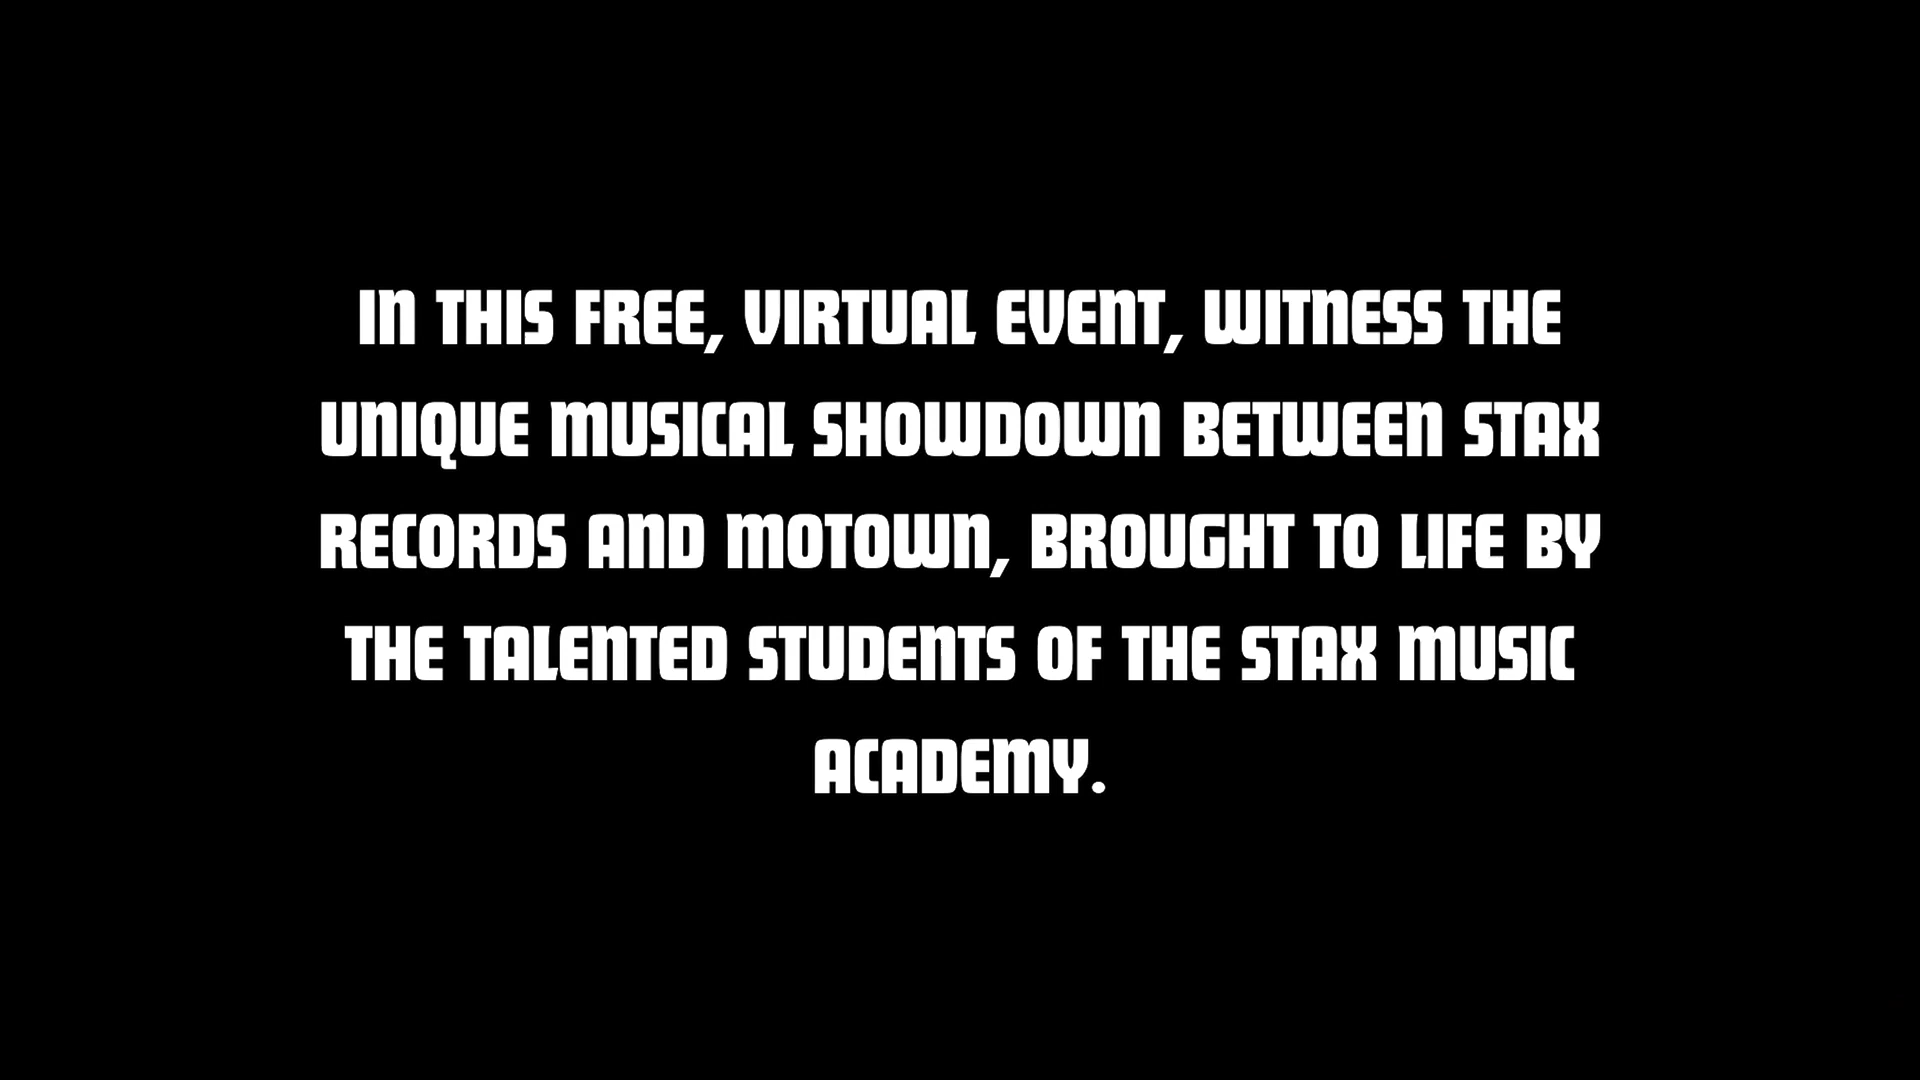 IN THIS FREE, VIRTUAL EVENT, WITNESS THE
UNIQUE MUSICAL SHOWDOWN BETWEEN STAX
RECORDS AND MOTOWN, BROUGHT TO LIFE BY
THE TALENTED STUDENTS OF THE STAX MUSIC
ACADEMY.